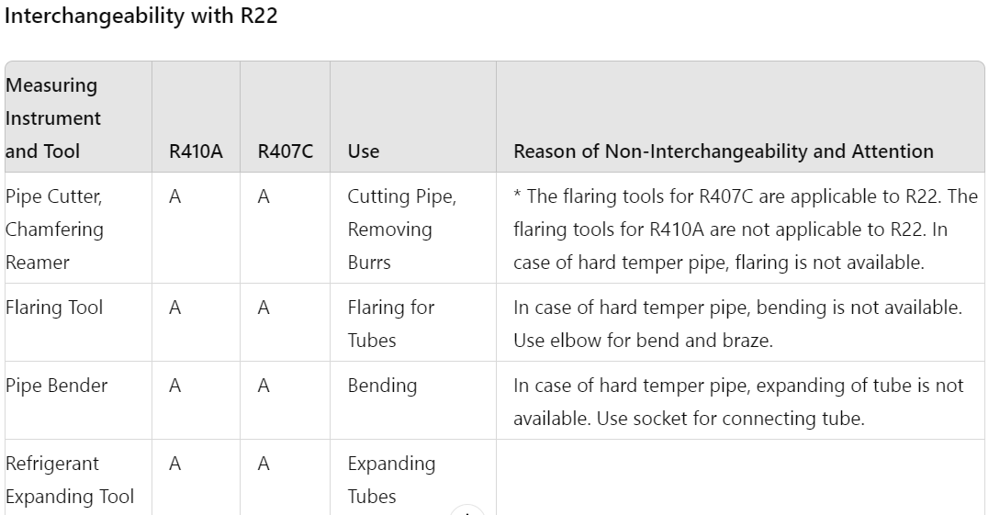 Interchangeability with R22
Measuring
Instrument
and Tool
R410A
R407C
Use
Reason of Non-Interchangeability and Attention
Pipe Cutter,
Chamfering
Reamer
A
A
Cutting Pipe,
Removing
Burrs
* The flaring tools for R407C are applicable to R22. The
flaring tools for R410A are not applicable to R22. In
case of hard temper pipe, flaring is not available.
Flaring Tool
A
A
Flaring for
Tubes
In case of hard temper pipe, bending is not available.
Use elbow for bend and braze.
Pipe Bender
A
A
Bending
In case of hard temper pipe, expanding of tube is not
available. Use socket for connecting tube.
Refrigerant
Expanding Tool
A
A
Expanding
Tubes